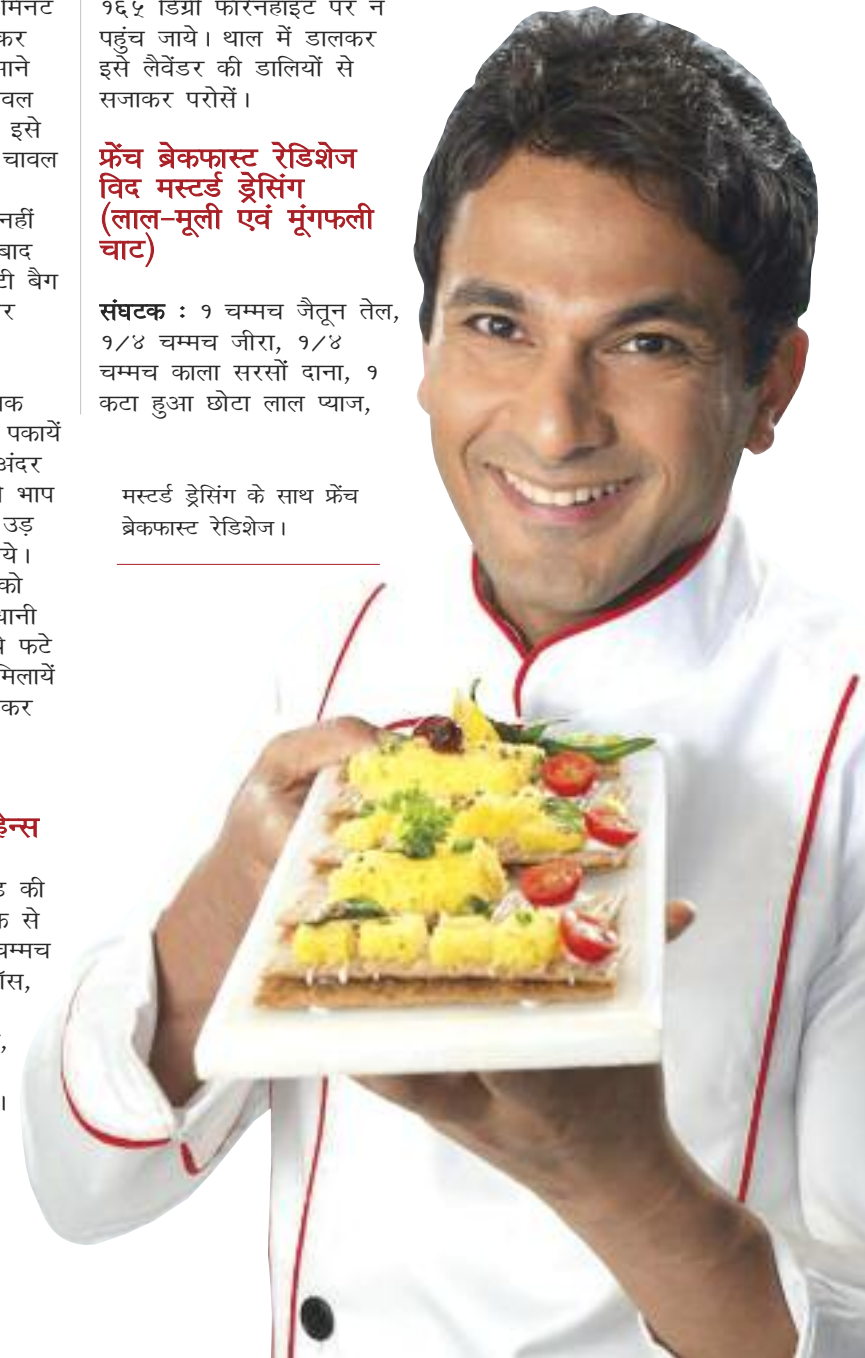 मिनट
कर
वल
इसे
चावल
नहीं
बाद
टी बैग
र
पकायें
अंदर
भाप
उड़
ये।
को
फटे
मिलायें
कर
हेन्स
की
से
चम्मच
,
।
१६५ डिग्री फारेनहाइट पर न
पहुंच जाये। थाल में डालकर
इसे लैवेंडर की डालियों से
सजाकर परोसें।
फ्रेंच ब्रेकफास्ट रेडिशेज
विद मस्टर्ड ड्रेसिंग
(लाल-मूली एवं मूंगफली
चाट)
संघटक : १ चम्मच जैतून तेल,
१/४ चम्मच जीरा, १/४
चम्मच काला सरसों दाना, १
कटा हुआ छोटा लाल प्याज,
मस्टर्ड ड्रेसिंग के साथ फ्रेंच
ब्रेकफास्ट रेडिशेज।